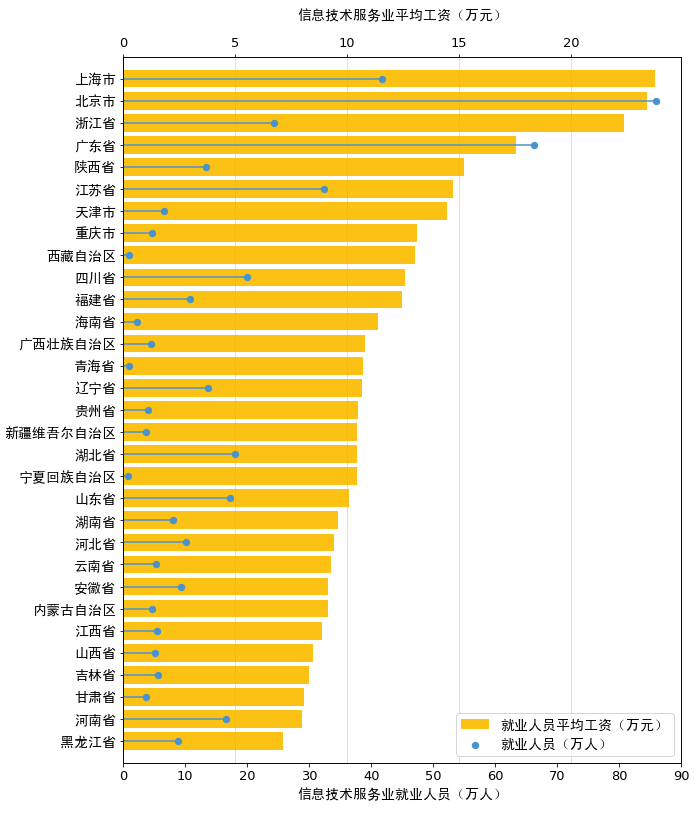 信息技术服务业平均工资（万元）
0 5 10 15 20
上海市
北京市
浙江省
广东省
陕西省
江苏省
天津市
重庆市
西藏自治区
四川省
福建省
海南省
广西壮族自治区
青海省
辽宁省
贵州省
新疆维吾尔自治区
湖北省
宁夏回族自治区
山东省
湖南省
河北省
云南省
安徽省
内蒙古自治区
江西省
山西省
吉林省
甘肃省
河南省
黑龙江省
就业人员平均工资（万元）
就业人员（万人）
0 10 20 30 40 50 60 70 80 90
信息技术服务业就业人员（万人）